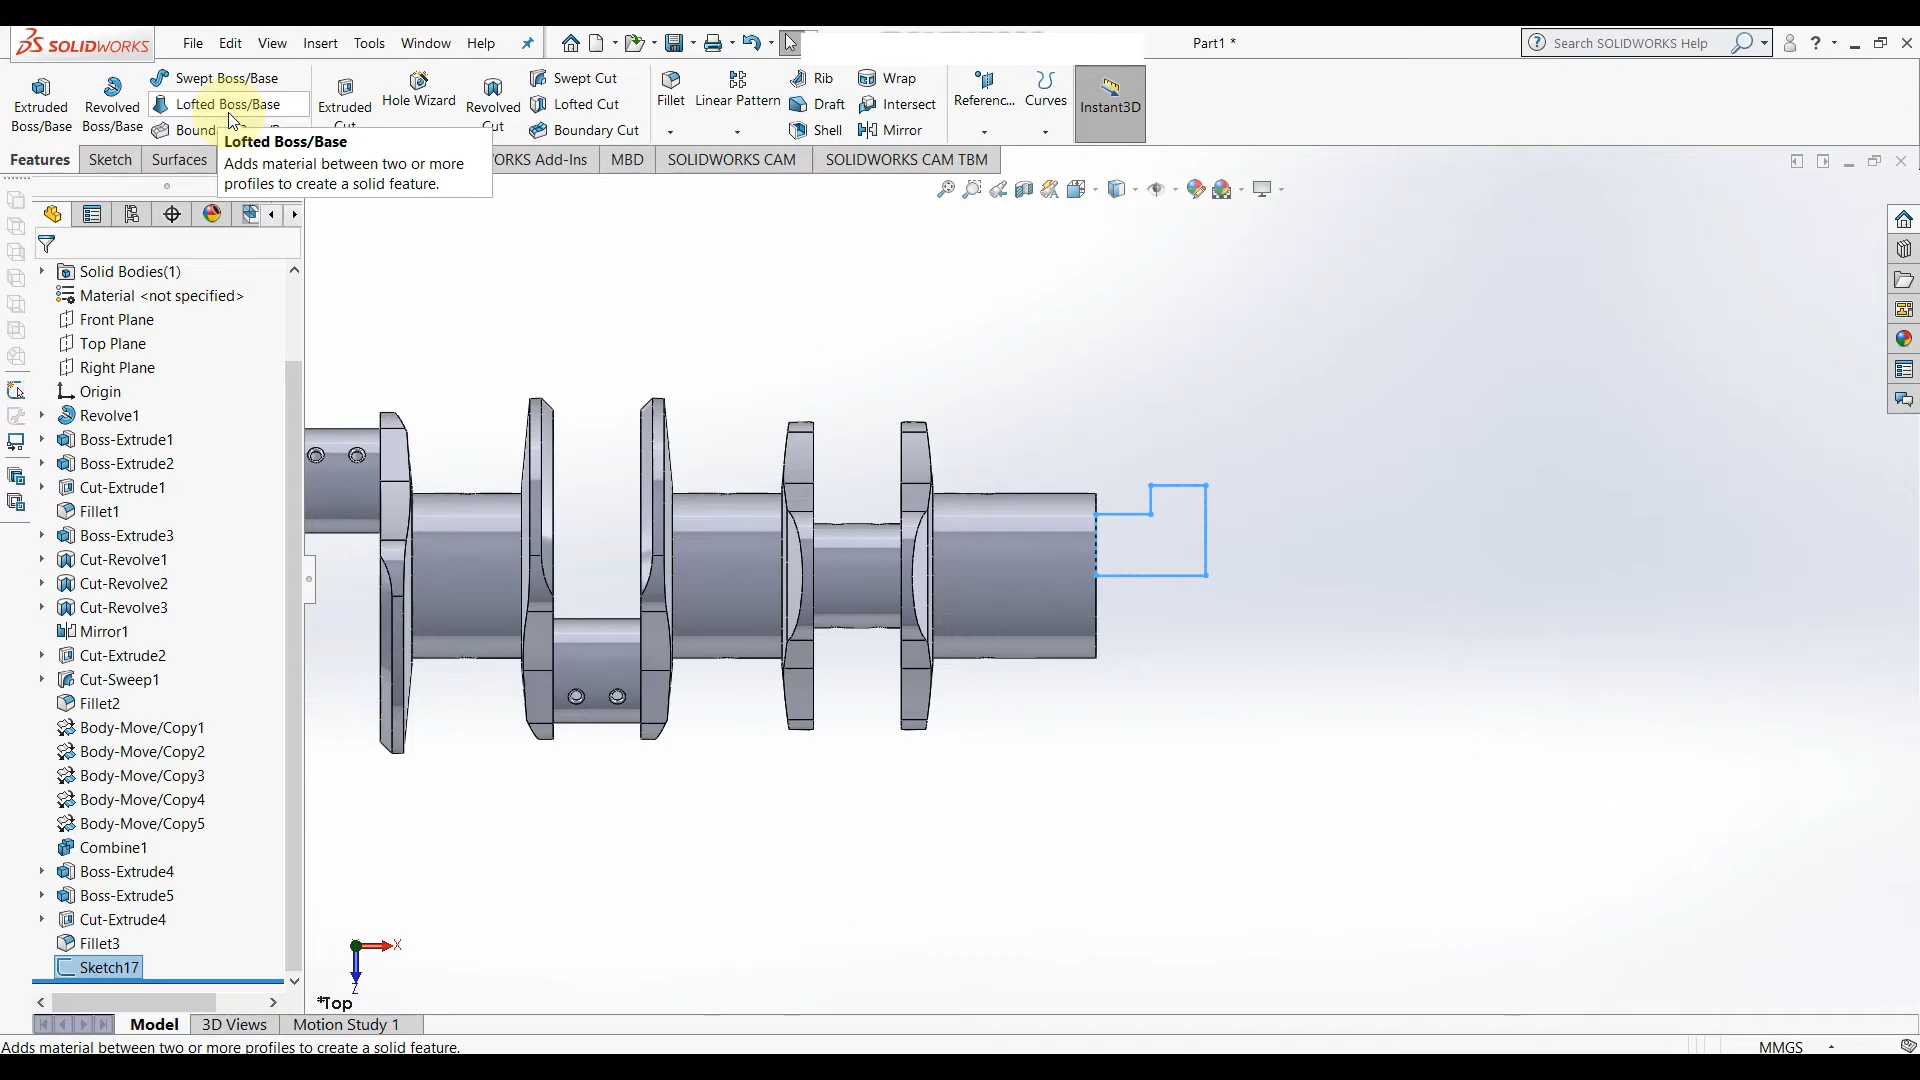 SOLIDWORKS File Edit View Insert Tools Window Help Part1 * Search SOLIDWORKS Help ?
Extruded Boss/Base
Revolved Boss/Base
Swept Boss/Base
Lofted Boss/Base
Extruded
Hole Wizard
Revolved
Cut
Swept Cut
Lofted Cut
Boundary Cut
Fillet
Linear Pattern
Rib
Draft
Shell
Wrap
Intersect
Mirror
Referenc...
Curves
Instant3D
Lofted Boss/Base
Adds material between two or more
profiles to create a solid feature.
Features Sketch Surfaces ORKS Add-Ins MBD SOLIDWORKS CAM SOLIDWORKS CAM TBM
Solid Bodies(1)
Material <not specified>
Front Plane
Top Plane
Right Plane
Origin
Revolve1
Boss-Extrude1
Boss-Extrude2
Cut-Extrude1
Fillet1
Boss-Extrude3
Cut-Revolve1
Cut-Revolve2
Cut-Revolve3
Mirror1
Cut-Extrude2
Cut-Sweep1
Fillet2
Body-Move/Copy1
Body-Move/Copy2
Body-Move/Copy3
Body-Move/Copy4
Body-Move/Copy5
Combine1
Boss-Extrude4
Boss-Extrude5
Cut-Extrude4
Fillet3
Sketch17
X
Z
*Top
Model 3D Views Motion Study 1
Adds material between two or more profiles to create a solid feature. MMGS